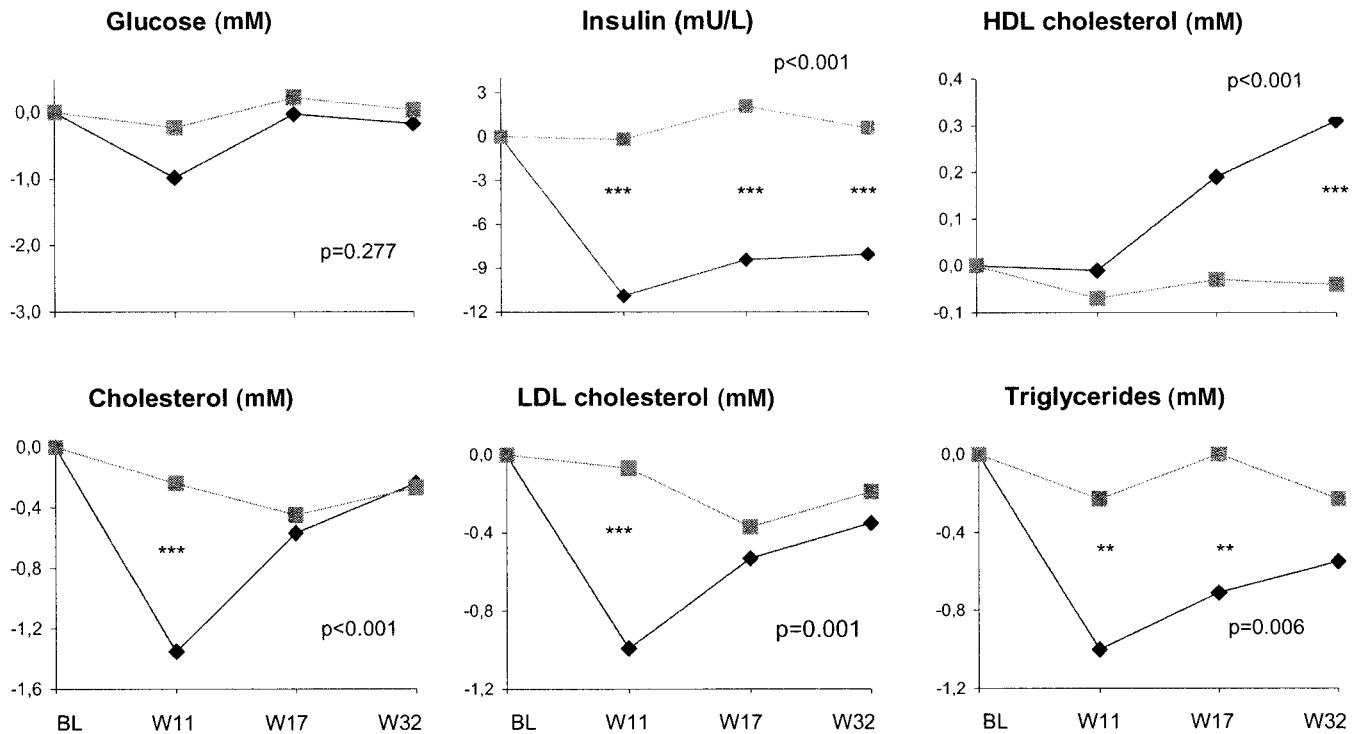 Glucose (mM)
0,0
-1,0
-2,0
-3,0
p=0.277
Insulin (mU/L)
p<0.001
3
0
-3
-6
-9
-12
*** *** ***
HDL cholesterol (mM)
0,4
0,3
0,2
0,1
0,0
-0,1
p<0.001
***
Cholesterol (mM)
0,0
-0,4
-0,8
-1,2
-1,6
***
p<0.001
BL W11 W17 W32
LDL cholesterol (mM)
0,0
-0,4
-0,8
-1,2
***
p=0.001
BL W11 W17 W32
Triglycerides (mM)
0,0
-0,4
-0,8
-1,2
** **
p=0.006
BL W11 W17 W32